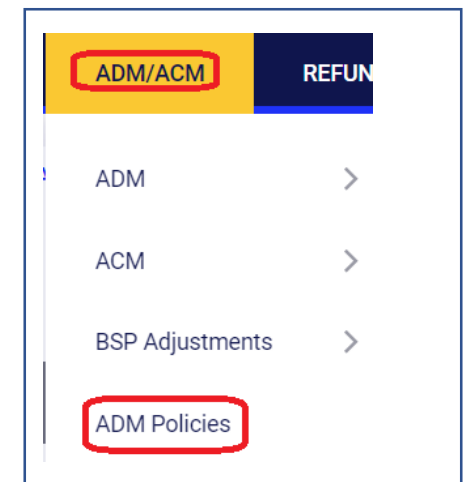 ADM/ACM REFUN
ADM
ACM
BSP Adjustments
ADM Policies